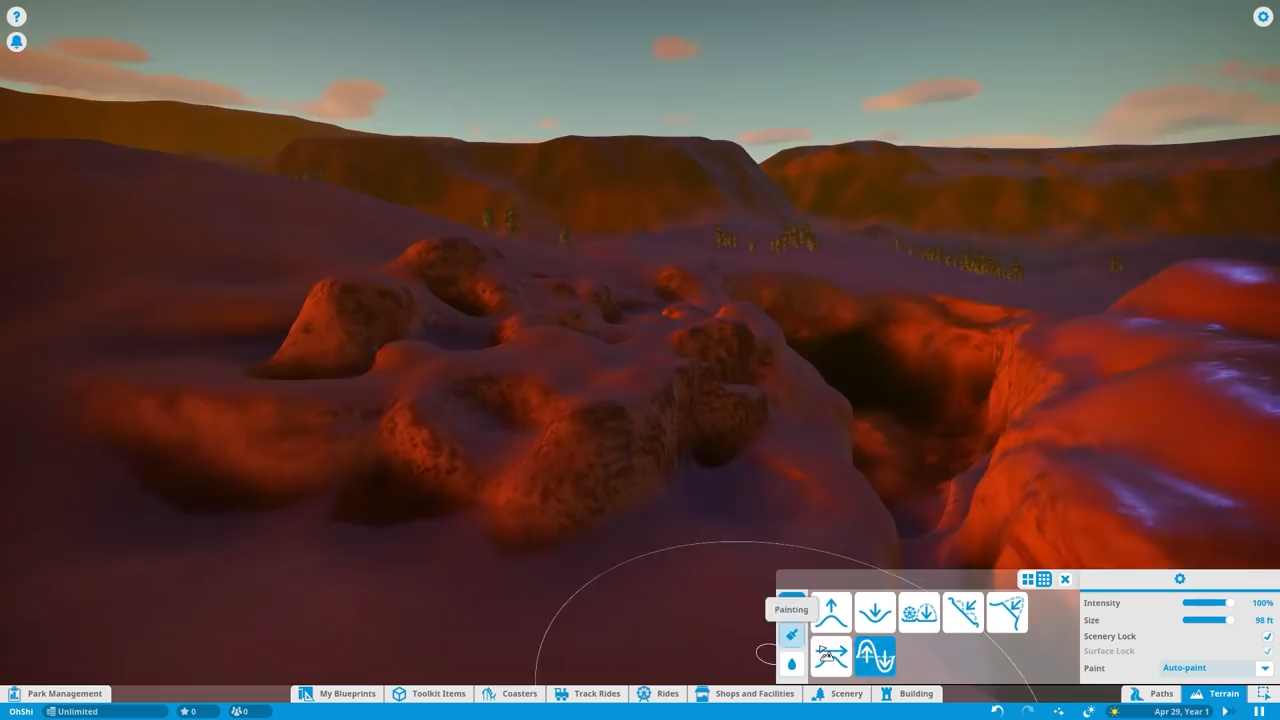 ?
Painting
Intensity 100%
Size 98 ft
Scenery Lock
Surface Lock
Paint Auto-paint
Park Management
My Blueprints
Toolkit Items
Coasters
Track Rides
Rides
Shops and Facilities
Scenery
Building
Paths
Terrain
OhShi
Unlimited
0
0
Apr 29, Year 1